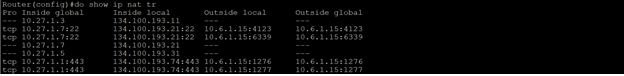 Router(config)#do show ip nat tr
Pro Inside global Inside local Outside local Outside global
--- 10.27.1.3 134.100.193.11 --- ---
tcp 10.27.1.7:22 134.100.193.21:22 10.6.1.15:4123 10.6.1.15:4123
tcp 10.27.1.7:22 134.100.193.21:22 10.6.1.15:6339 10.6.1.15:6339
--- 10.27.1.7 134.100.193.21 --- ---
--- 10.27.1.5 134.100.193.31 --- ---
tcp 10.27.1.1:443 134.100.193.74:443 10.6.1.15:1276 10.6.1.15:1276
tcp 10.27.1.1:443 134.100.193.74:443 10.6.1.15:1277 10.6.1.15:1277